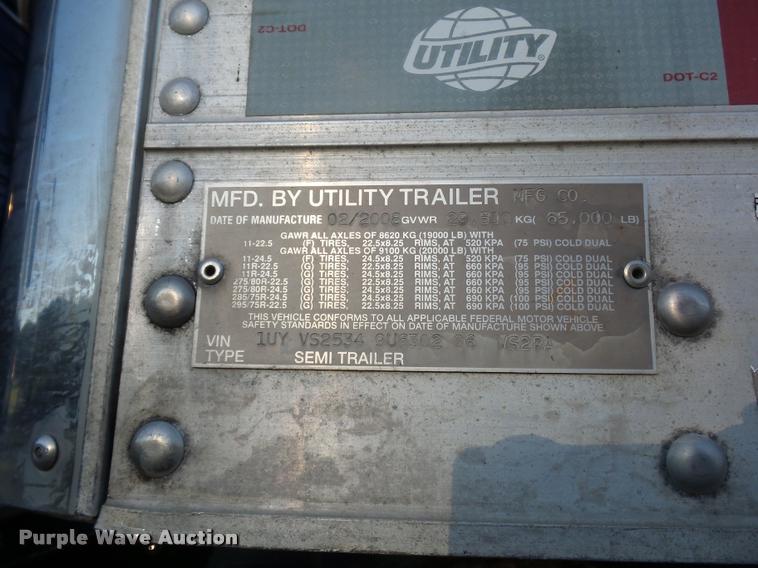 DOT-C2
UTILITY®
DOT-C2
MFD. BY UTILITY TRAILER MFG CO.
DATE OF MANUFACTURE 02/2008 GVWR KG( 65,000 LB)
GAWR ALL AXLES OF 8620 KG (19000 LB) WITH
11-22.5 (F) TIRES, 22.5x8.25 RIMS, AT 520 KPA (75 PSI) COLD DUAL
GAWR ALL AXLES OF 9100 KG (20000 LB) WITH
11-24.5 (F) TIRES, 24.5x8.25 RIMS, AT 520 KPA (75 PSI) COLD DUAL
11R-22.5 (G) TIRES, 22.5x8.25 RIMS, AT 660 KPA (95 PSI) COLD DUAL
11R-24.5 (G) TIRES, 24.5x8.25 RIMS, AT 660 KPA (95 PSI) COLD DUAL
275/80R-22.5 (G) TIRES, 22.5x8.25 RIMS, AT 660 KPA (95 PSI) COLD DUAL
275/80R-24.5 (G) TIRES, 24.5x8.25 RIMS, AT 660 KPA (95 PSI) COLD DUAL
285/75R-24.5 (G) TIRES, 24.5x8.25 RIMS, AT 690 KPA (100 PSI) COLD DUAL
295/75R-22.5 (G) TIRES, 22.5x8.25 RIMS, AT 690 KPA (100 PSI) COLD DUAL
THIS VEHICLE CONFORMS TO ALL APPLICABLE FEDERAL MOTOR VEHICLE
SAFETY STANDARDS IN EFFECT ON DATE OF MANUFACTURE SHOWN ABOVE.
VIN 1UY VS2534
TYPE SEMI TRAILER
Purple Wave Auction